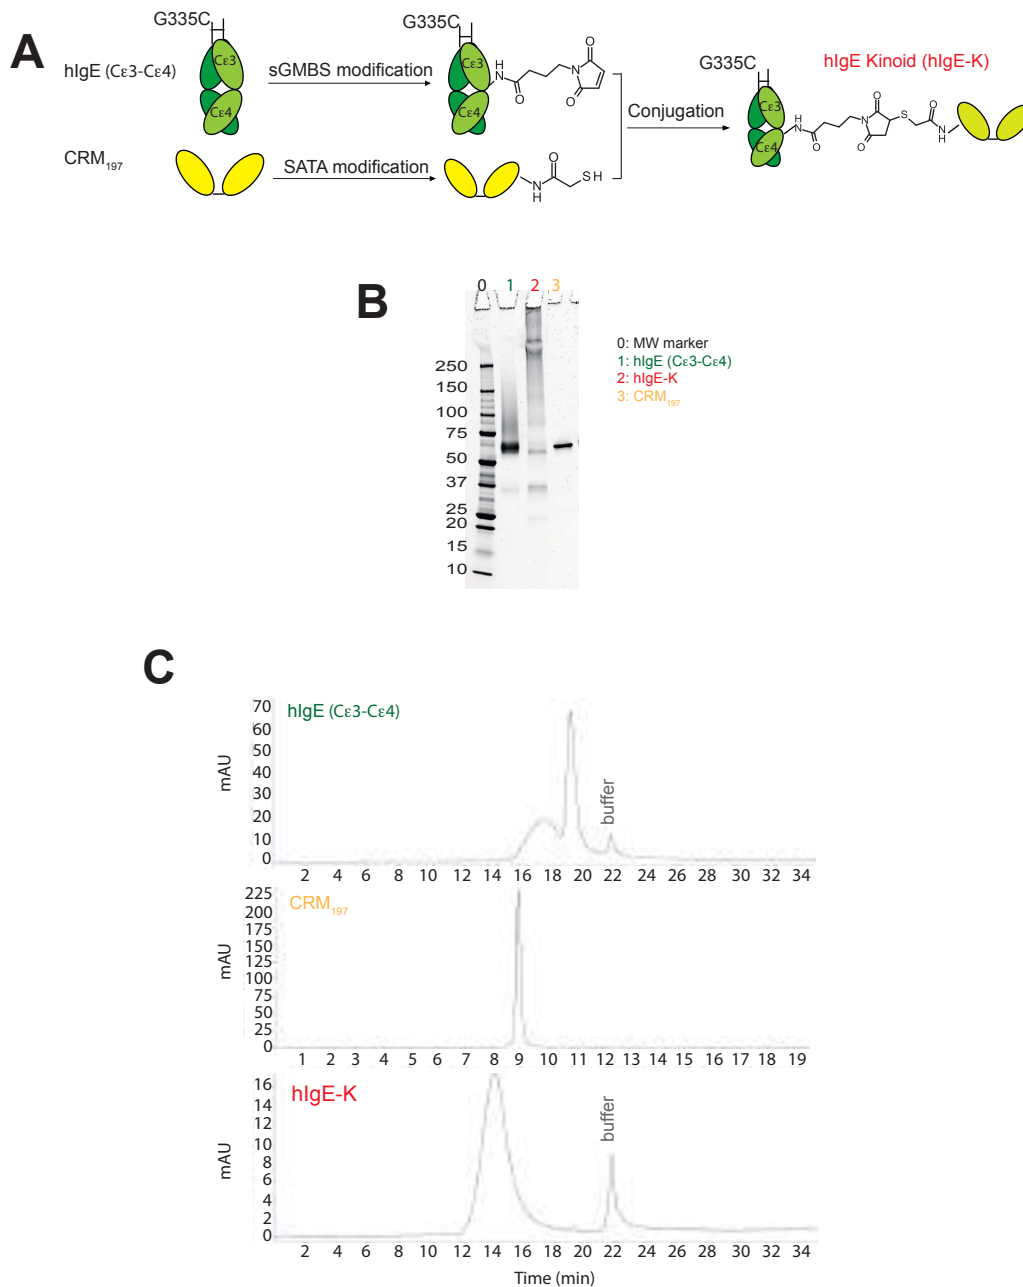 A
G335C
hIgE (Cε3-Cε4)
Cε3
Cε4
sGMBS modification
Cε3
Cε4
G335C
NH
O
N
O
O
CRM197
SATA modification
O
N
H
SH
Conjugation
G335C
hIgE Kinoid (hIgE-K)
Cε3
Cε4
NH
O
N
O
O
S
O
N
H
B
0 1 2 3
250
150
100
75
50
37
25
20
15
10
0: MW marker
1: hIgE (Cε3-Cε4)
2: hIgE-K
3: CRM197
C
hIgE (Cε3-Cε4)
mAU
70
60
50
40
30
20
10
0
buffer
2 4 6 8 10 12 14 16 18 20 22 24 26 28 30 32 34
CRM197
mAU
225
200
175
150
125
100
75
50
25
0
1 2 3 4 5 6 7 8 9 10 11 12 13 14 15 16 17 18 19
hIgE-K
mAU
16
14
12
10
8
6
4
2
0
buffer
2 4 6 8 10 12 14 16 18 20 22 24 26 28 30 32 34
Time (min)